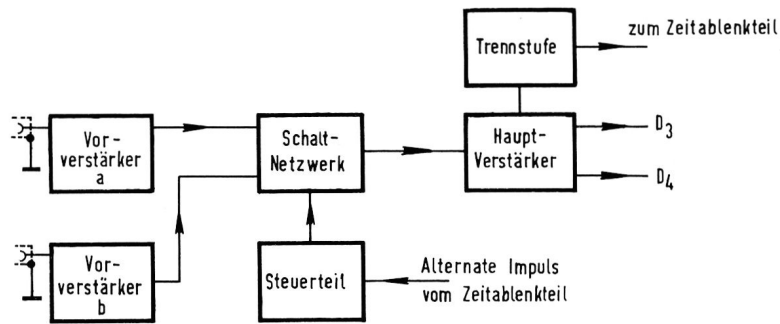 zum Zeitablenkteil
Trennstufe
Vor-
verstärker
a
Schalt-
Netzwerk
Haupt-
Verstärker
D3
D4
Vor-
verstärker
b
Steuerteil
Alternate Impuls
vom Zeitablenkteil